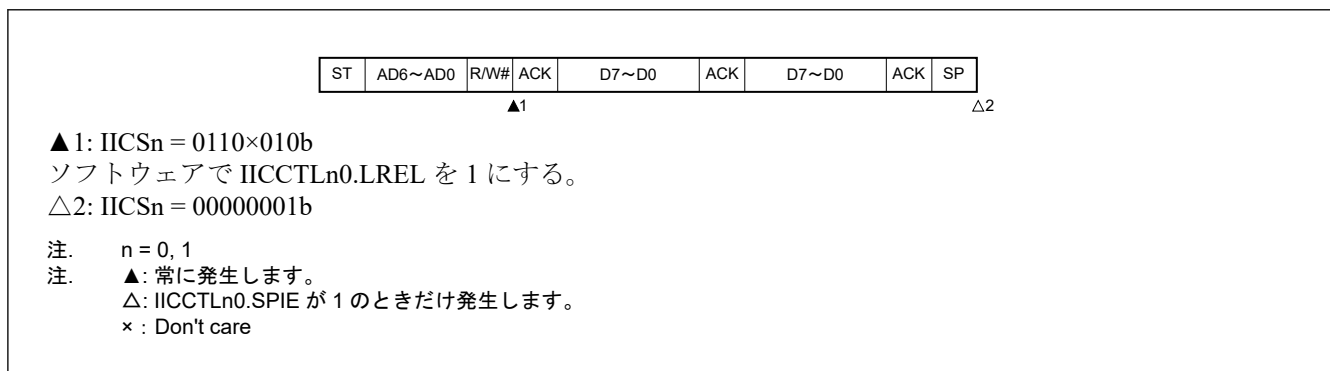 ST AD6～AD0 R/W# ACK D7～D0 ACK D7～D0 ACK SP
▲1 △2
▲1: IICSn = 0110×010b
ソフトウェアで IICCTLn0.LREL を 1 にする。
△2: IICSn = 00000001b
注. n = 0, 1
注. ▲: 常に発生します。
△: IICCTLn0.SPIE が 1 のときだけ発生します。
×：Don't care